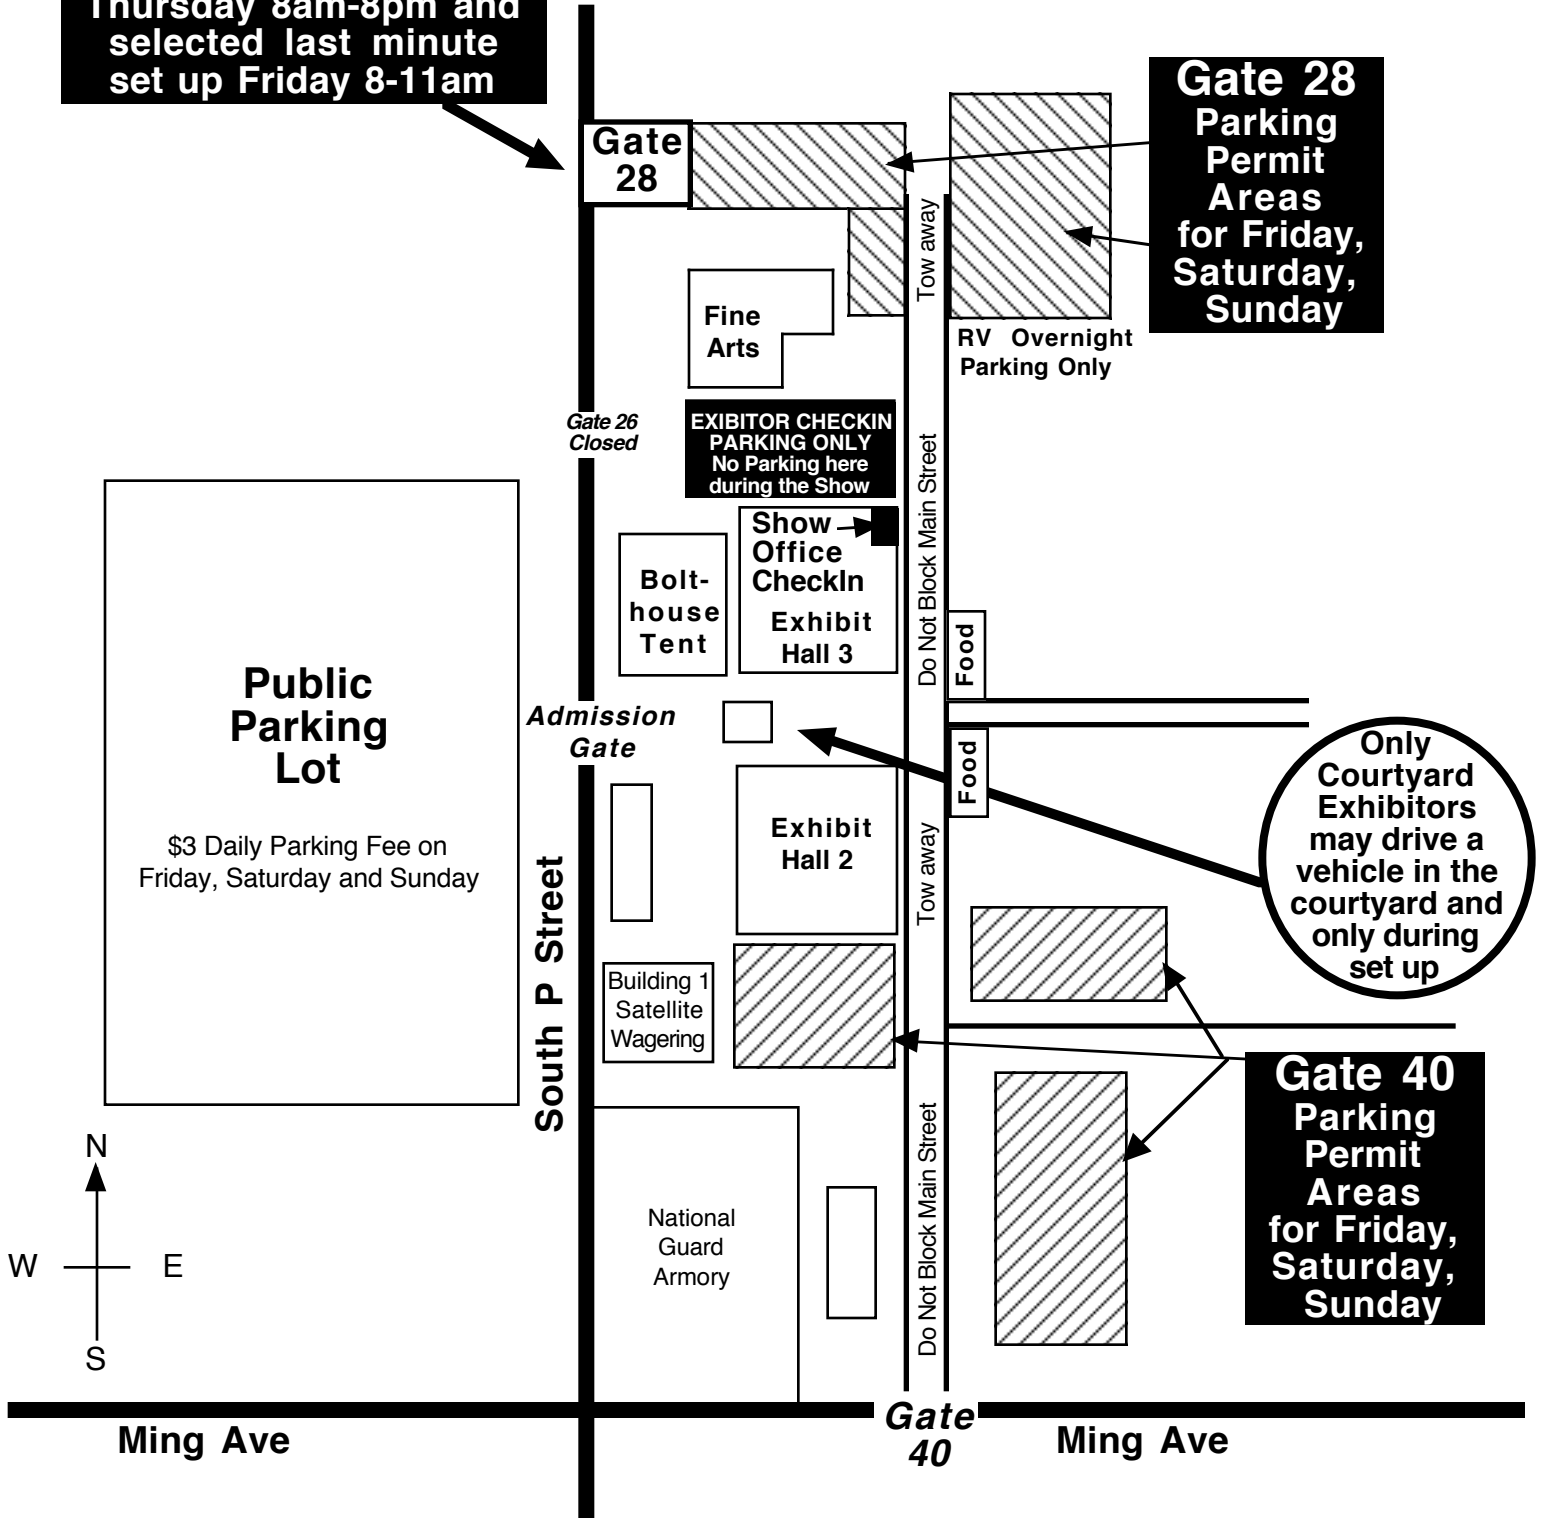 Thursday 8am-8pm and
selected last minute
set up Friday 8-11am
Gate
28
Gate 28
Parking
Permit
Areas
for Friday,
Saturday,
Sunday
Tow away
RV Overnight
Parking Only
Fine
Arts
Gate 26
Closed
EXIBITOR CHECKIN
PARKING ONLY
No Parking here
during the Show
Do Not Block Main Street
Show
Office
CheckIn
Exhibit
Hall 3
Bolt-
house
Tent
Food
Public
Parking
Lot
$3 Daily Parking Fee on
Friday, Saturday and Sunday
Admission
Gate
Food
Only
Courtyard
Exhibitors
may drive a
vehicle in the
courtyard and
only during
set up
Exhibit
Hall 2
Tow away
South P Street
Building 1
Satellite
Wagering
Gate 40
Parking
Permit
Areas
for Friday,
Saturday,
Sunday
Do Not Block Main Street
National
Guard
Armory
N
W
E
S
Ming Ave
Gate
40
Ming Ave